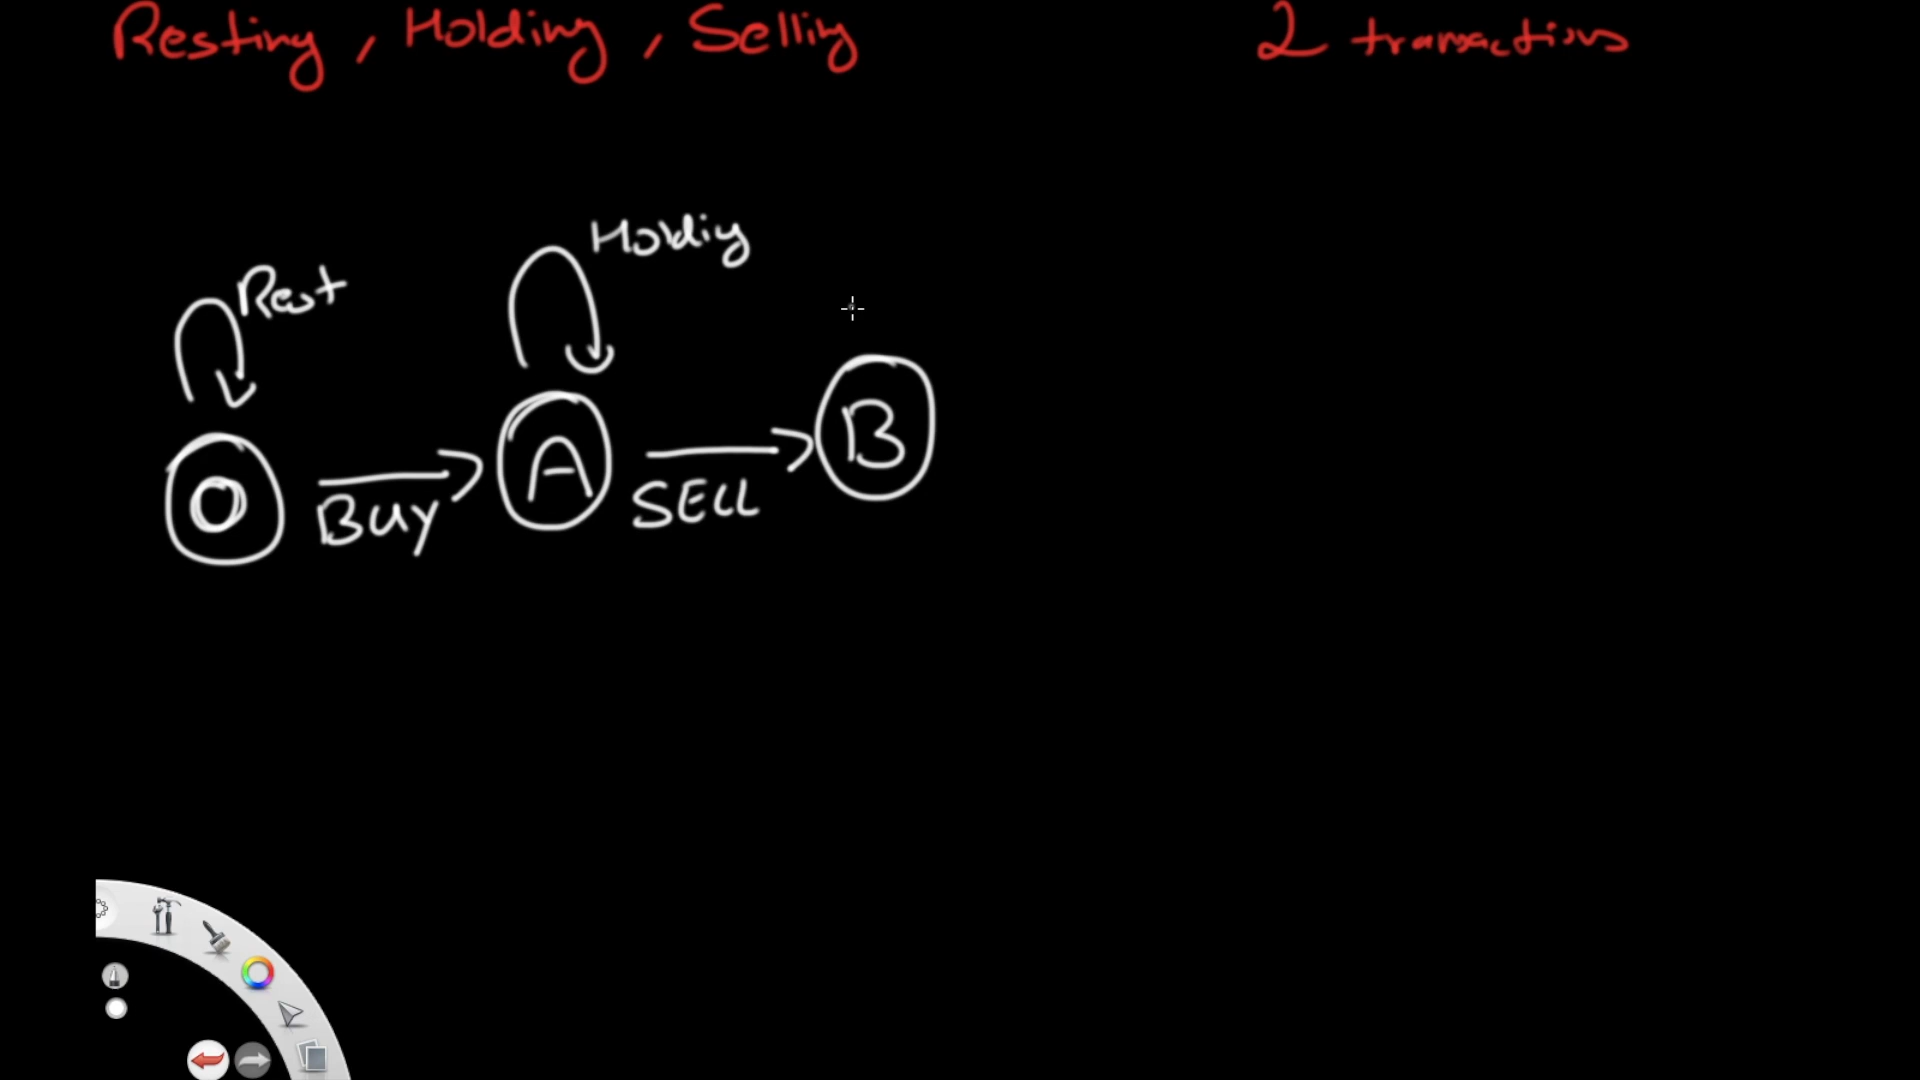 Resting, Holding, Selling 2 transactions
Holding
Rest
O BUY A SELL B